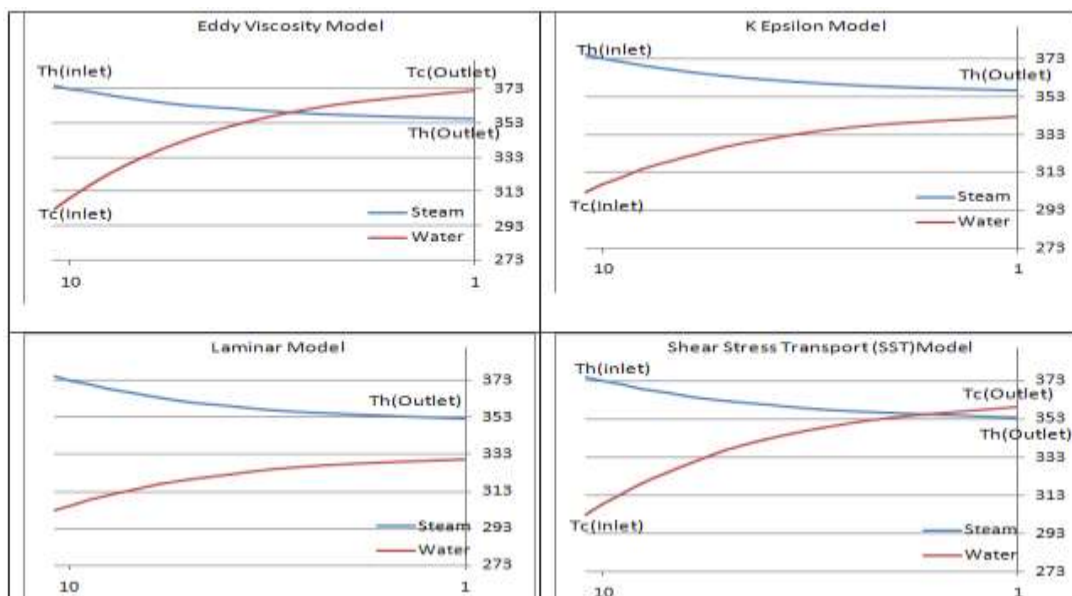 Eddy Viscosity Model
Th(inlet)
Tc(Outlet)
373
353
Th(Outlet)
333
313
Tc(Inlet)
Steam
293
Water
273
10
1
K Epsilon Model
Th(inlet)
373
Th(Outlet)
353
333
313
Tc(Inlet)
Steam
293
Water
273
10
1
Laminar Model
373
Th(Outlet)
353
333
313
Steam
293
Water
273
10
1
Shear Stress Transport (SST)Model
Th(inlet)
373
Tc(Outlet)
353
Th(Outlet)
333
313
Tc(Inlet)
Steam
293
Water
273
10
1